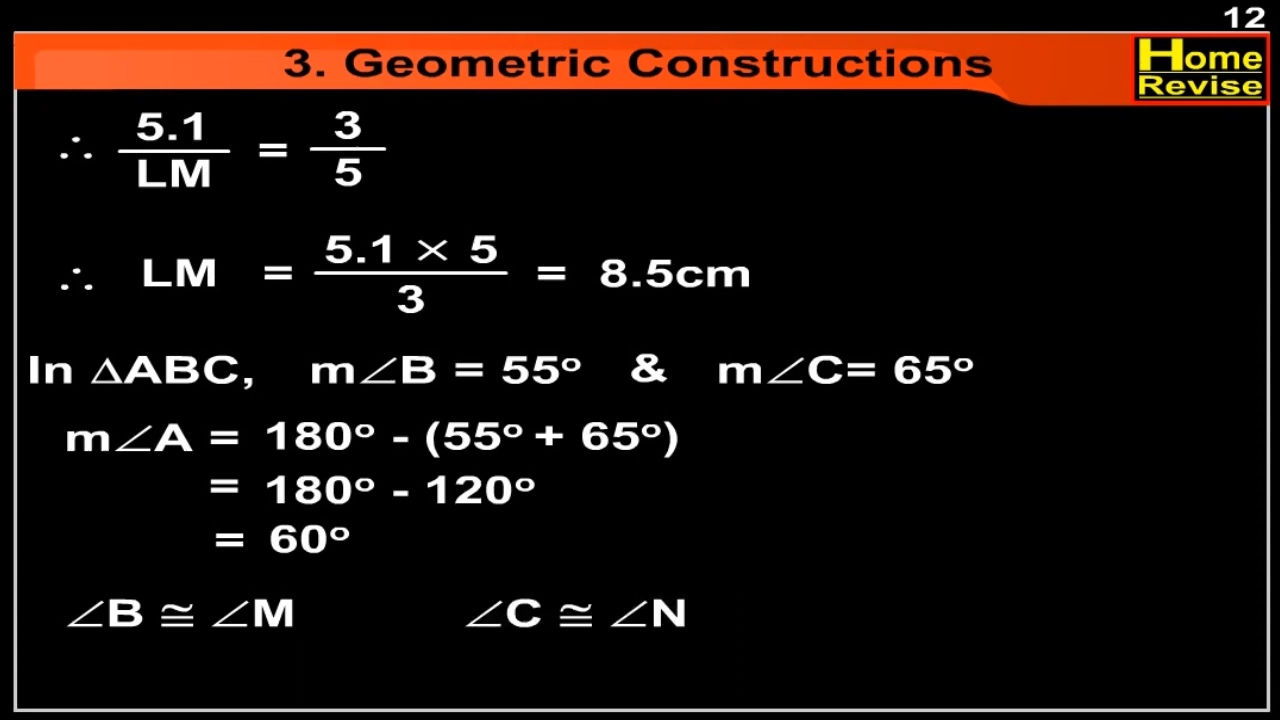 12
3. Geometric Constructions
Home
Revise
∴ 5.1/LM = 3/5
∴ LM = 5.1 × 5/3 = 8.5cm
In △ABC, m∠B = 55° & m∠C= 65°
m∠A = 180° - (55° + 65°)
= 180° - 120°
= 60°
∠B ≅ ∠M ∠C ≅ ∠N